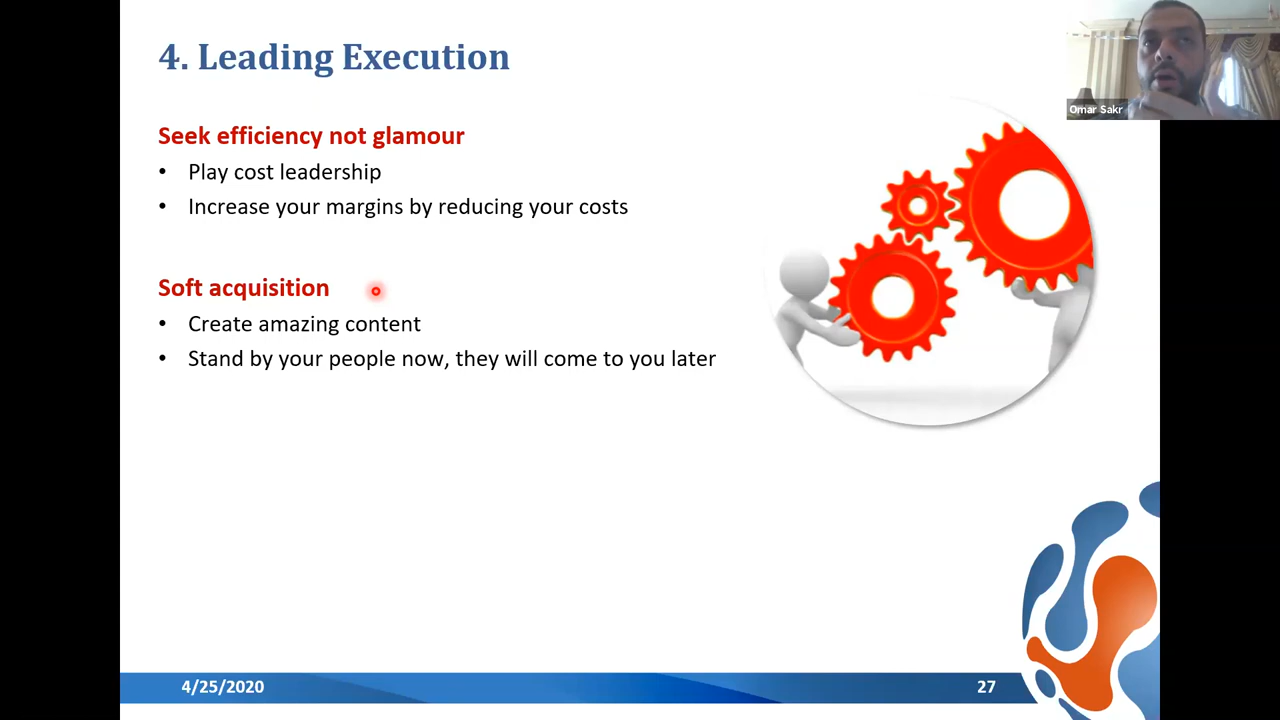 4. Leading Execution
Omar Sakr
Seek efficiency not glamour
• Play cost leadership
• Increase your margins by reducing your costs
Soft acquisition
• Create amazing content
• Stand by your people now, they will come to you later
4/25/2020
27